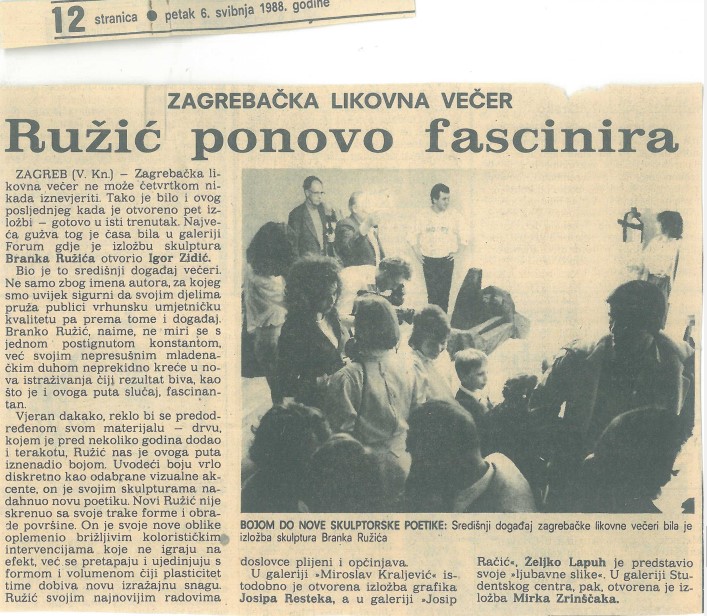 12 stranica ● petak 6. svibnja 1988. godine
ZAGREBAČKA LIKOVNA VEČER
Ružić ponovo fascinira
ZAGREB (V. Kn.) — Zagrebačka li-
kovna večer ne može četvrtkom ni-
kada iznevjeriti. Tako je bilo i ovog
posljednjeg kada je otvoreno pet iz-
ložbi — gotovo u isti trenutak. Najve-
ća gužva tog je časa bila u galeriji
Forum gdje je izložbu skulptura
Branka Ružića otvorio Igor Zidić.
Bio je to središnji događaj večeri.
Ne samo zbog imena autora, za kojeg
smo uvijek sigurni da svojim djelima
pruža publici vrhunsku umjetničku
kvalitetu pa prema tome i događaj.
Branko Ružić, naime, ne miri se s
jednom postignutom konstantom,
već svojim nepresušnim mladena-
čkim duhom neprekidno kreće u no-
va istraživanja čiji rezultat biva, kao
što je i ovoga puta slučaj, fascinan-
tan.
Vjeran dakako, reklo bi se predod-
ređenom svom materijalu — drvu,
kojem je pred nekoliko godina dodao
i terakotu, Ružić nas je ovoga puta
iznenadio bojom. Uvodeći boju vrlo
diskretno kao odabrane vizualne ak-
cente, on je svojim skulpturama na-
dahnuo novu poetiku. Novi Ružić nije
skrenuo sa svoje trake forme i obra-
de površine. On je svoje nove oblike
oplemenio brižljivim kolorističkim
intervencijama koje ne igraju na
efekt, već se pretapaju i ujedinjuju s
formom i volumenom čiji plasticitet
time dobiva novu izražajnu snagu.
Ružić svojim najnovijim radovima
BOJOM DO NOVE SKULPTORSKE POETIKE: Središnji događaj zagrebačke likovne večeri bila je
izložba skulptura Branka Ružića
doslovce plijeni i opčinjava.
U galeriji »Miroslav Kraljević« is-
todobno je otvorena izložba grafika
Josipa Resteka, a u galeriji »Josip
Račić«, Željko Lapuh je predstavio
svoje »ljubavne slike«. U galeriji Stu-
dentskog centra, pak, otvorena je iz-
ložba Mirka Zrinšćaka.